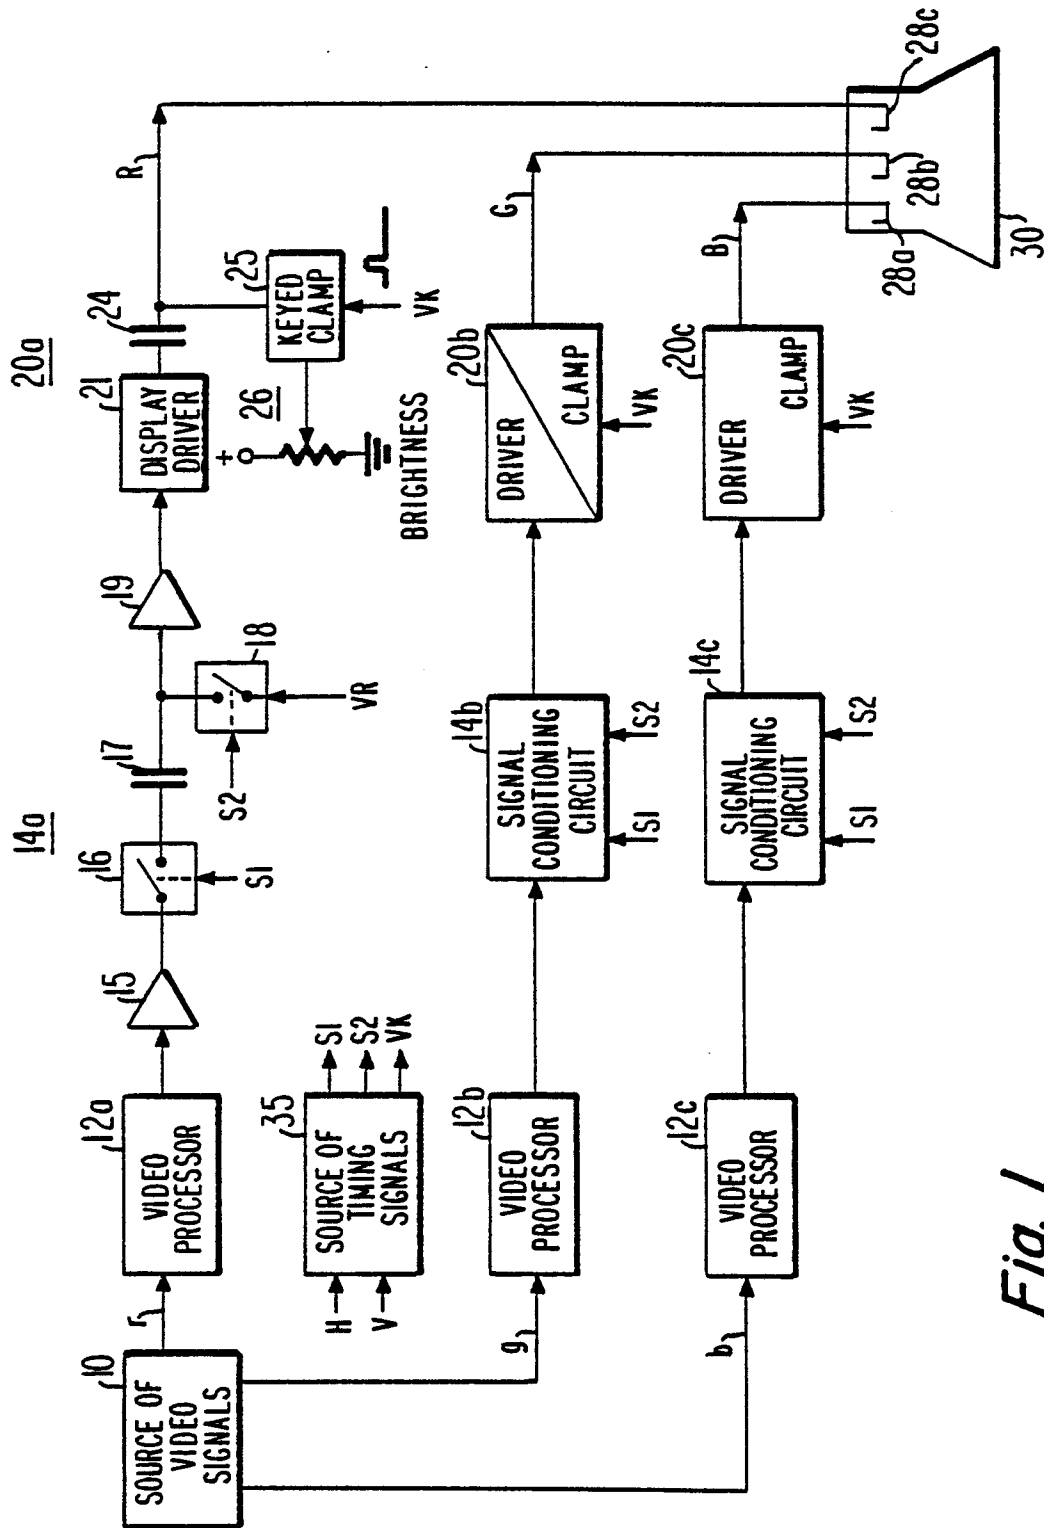 14a
20a
10
SOURCE OF
VIDEO
SIGNALS
r
12a
VIDEO
PROCESSOR
15
16
S1
17
18
S2
VR
19
21
DISPLAY
DRIVER
24
R
25
KEYED
CLAMP
VK
26
+
BRIGHTNESS
H
V
35
SOURCE OF
TIMING
SIGNALS
S1
S2
VK
g
12b
VIDEO
PROCESSOR
14b
SIGNAL
CONDITIONING
CIRCUIT
S1
S2
20b
DRIVER
CLAMP
VK
G
b
12c
VIDEO
PROCESSOR
14c
SIGNAL
CONDITIONING
CIRCUIT
S1
S2
20c
DRIVER
CLAMP
VK
B
28a
28b
28c
30
Fig. 1